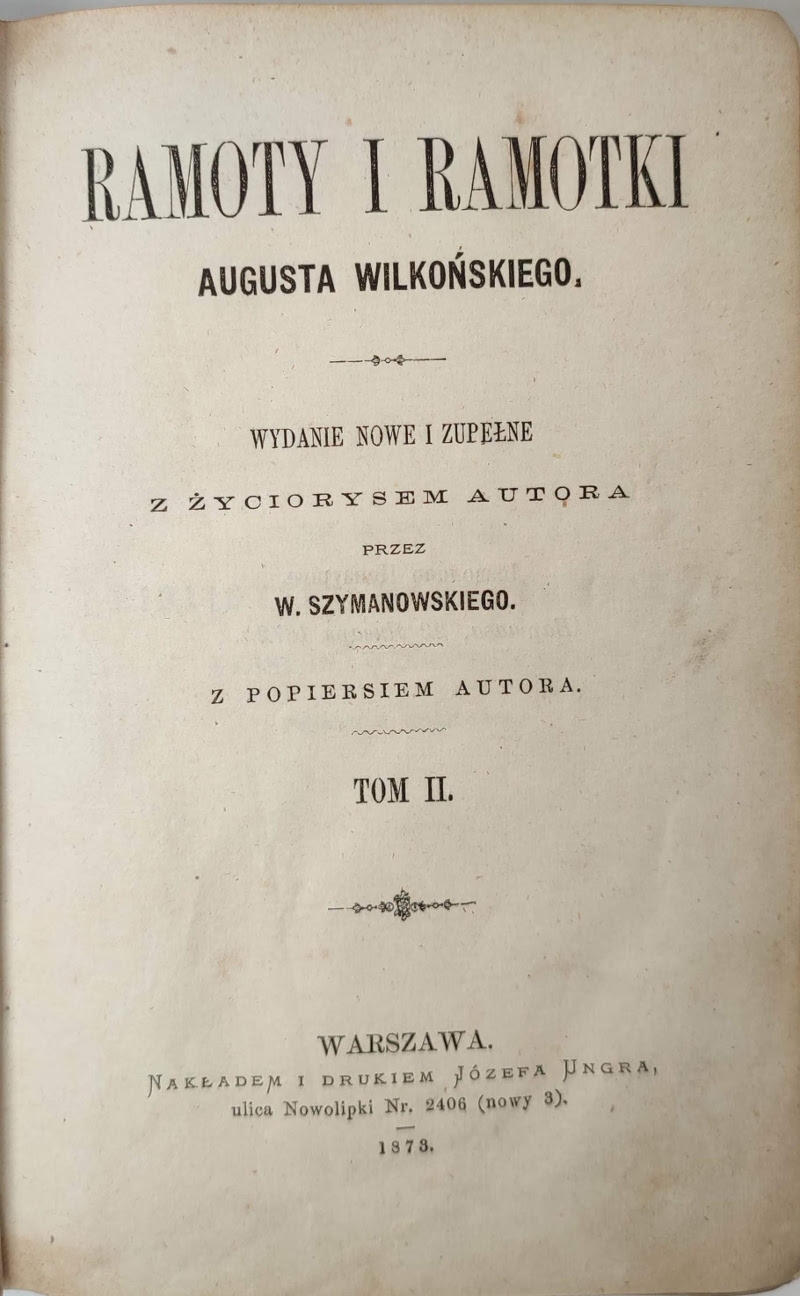 RAMOTY I RAMOTKI
AUGUSTA WILKOŃSKIEGO.
WYDANIE NOWE I ZUPEŁNE
Z ŻYCIORYSEM AUTORA
PRZEZ
W. SZYMANOWSKIEGO.
Z POPIERSIEM AUTORA.
TOM II.
WARSZAWA.
NAKŁADEM I DRUKIEM JÓZEFA UNGRA,
ulica Nowolipki Nr. 2406 (nowy 3).
1873.